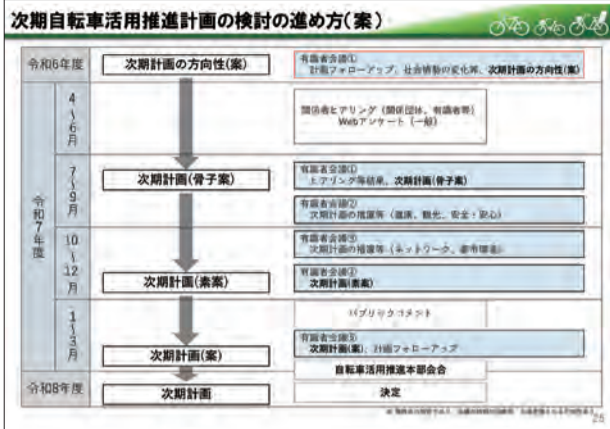 次期自転車活用推進計画の検討の進め方(案)
令和6年度
次期計画の方向性(案)
有識者会議①
計画フォローアップ、社会情勢の変化等、次期計画の方向性(案)
令和7年度
4～6月
関係者ヒアリング（関係団体、有識者等）
Webアンケート（一般）
7～9月
次期計画(骨子案)
有識者会議①
ヒアリング等結果、次期計画(骨子案)
有識者会議②
次期計画の措置等（健康、観光、安全・安心）
10～12月
有識者会議③
次期計画の措置等（ネットワーク、都市環境）
次期計画(素案)
有識者会議④
次期計画(素案)
1～3月
パブリックコメント
次期計画(案)
有識者会議⑤
次期計画(案)、計画フォローアップ
自転車活用推進本部会合
令和8年度
次期計画
決定
25